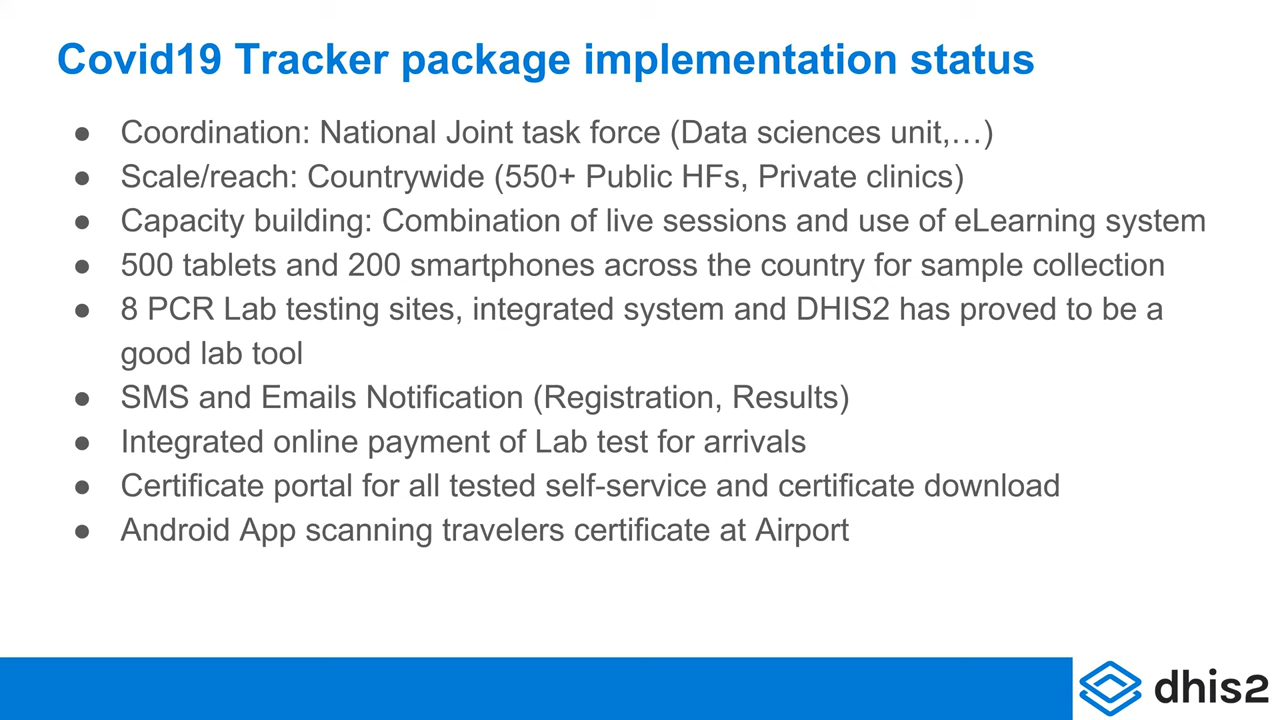 Covid19 Tracker package implementation status
● Coordination: National Joint task force (Data sciences unit,…)
● Scale/reach: Countrywide (550+ Public HFs, Private clinics)
● Capacity building: Combination of live sessions and use of eLearning system
● 500 tablets and 200 smartphones across the country for sample collection
● 8 PCR Lab testing sites, integrated system and DHIS2 has proved to be a
good lab tool
● SMS and Emails Notification (Registration, Results)
● Integrated online payment of Lab test for arrivals
● Certificate portal for all tested self-service and certificate download
● Android App scanning travelers certificate at Airport
dhis2